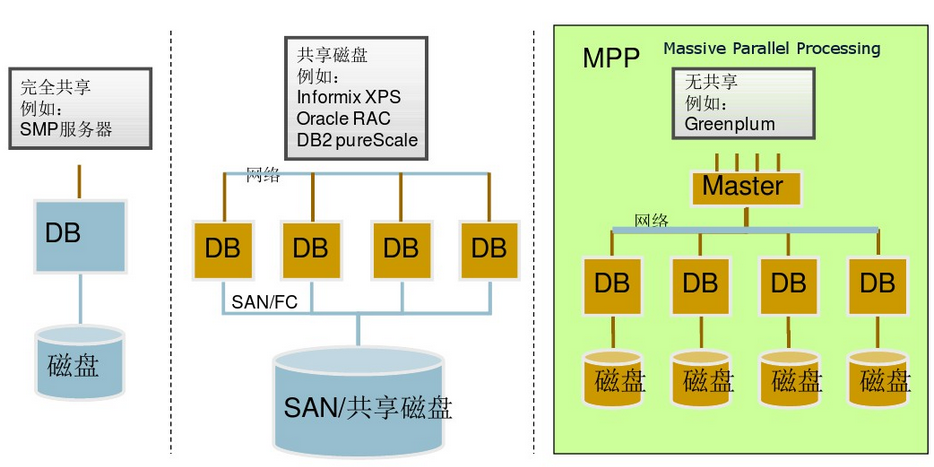 完全共享
例如：
SMP服务器
DB
磁盘
共享磁盘
例如：
Informix XPS
Oracle RAC
DB2 pureScale
网络
DB
DB
DB
DB
SAN/FC
SAN/共享磁盘
MPP
Massive Parallel Processing
无共享
例如：
Greenplum
Master
网络
DB
DB
DB
DB
磁盘
磁盘
磁盘
磁盘